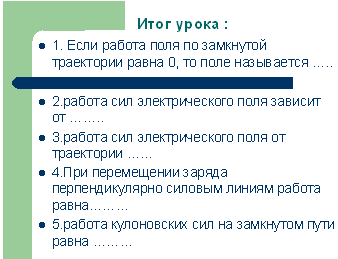 Итог урока :
1. Если работа поля по замкнутой
траектории равна 0, то поле называется …..
2.работа сил электрического поля зависит
от ……..
3.работа сил электрического поля от
траектории ……
4.При перемещении заряда
перпендикулярно силовым линиям работа
равна………
5.работа кулоновских сил на замкнутом пути
равна ………